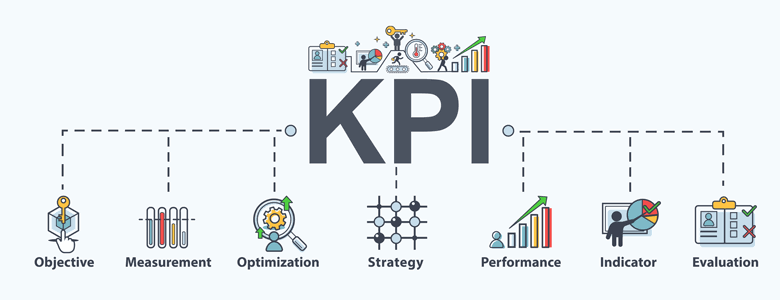 KPI
Objective
Measurement
Optimization
Strategy
Performance
Indicator
Evaluation